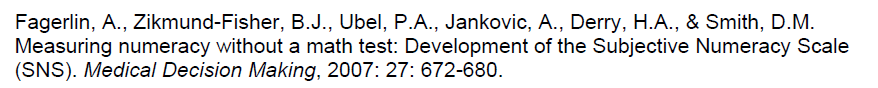 Fagerlin, A., Zikmund-Fisher, B.J., Ubel, P.A., Jankovic, A., Derry, H.A., & Smith, D.M.
Measuring numeracy without a math test: Development of the Subjective Numeracy Scale
(SNS). Medical Decision Making, 2007: 27: 672-680.